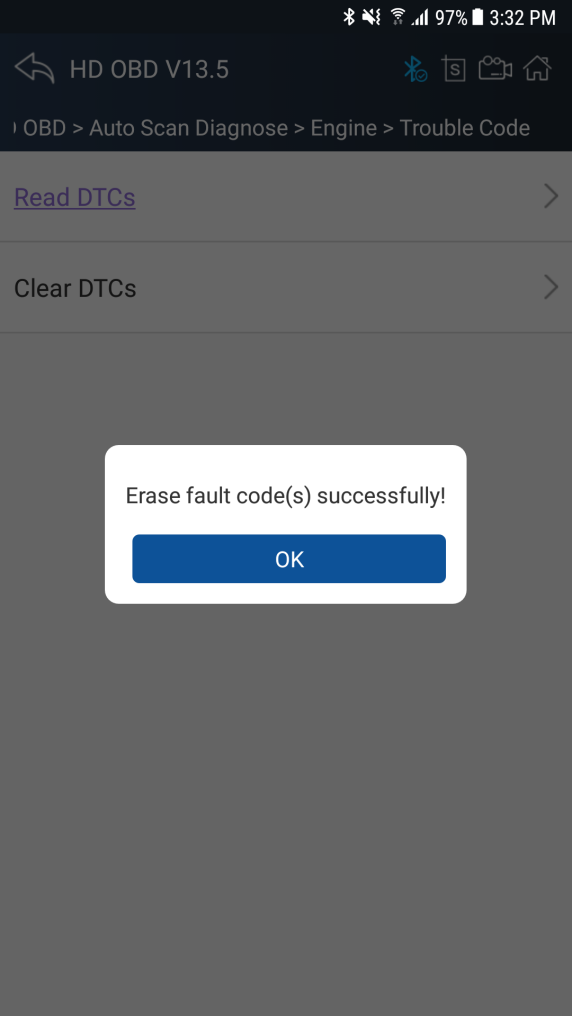 97% 3:32 PM
HD OBD V13.5
S
OBD > Auto Scan Diagnose > Engine > Trouble Code
Read DTCs
Clear DTCs
Erase fault code(s) successfully!
OK